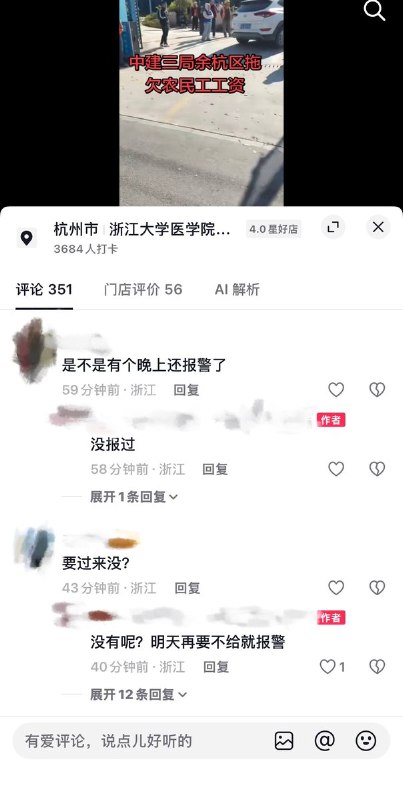 中建三局余杭区拖
欠农民工工资
杭州市 浙江大学医学院... 4.0星好店
3684人打卡
评论 351 门店评价 56 AI 解析
是不是有个晚上还报警了
59分钟前 · 浙江 回复
作者
没报过
58分钟前 · 浙江 回复
展开1条回复
要过来没？
43分钟前 · 浙江 回复
作者
没有呢？明天再要不给就报警
40分钟前 · 浙江 回复 1
展开12条回复
有爱评论，说点儿好听的